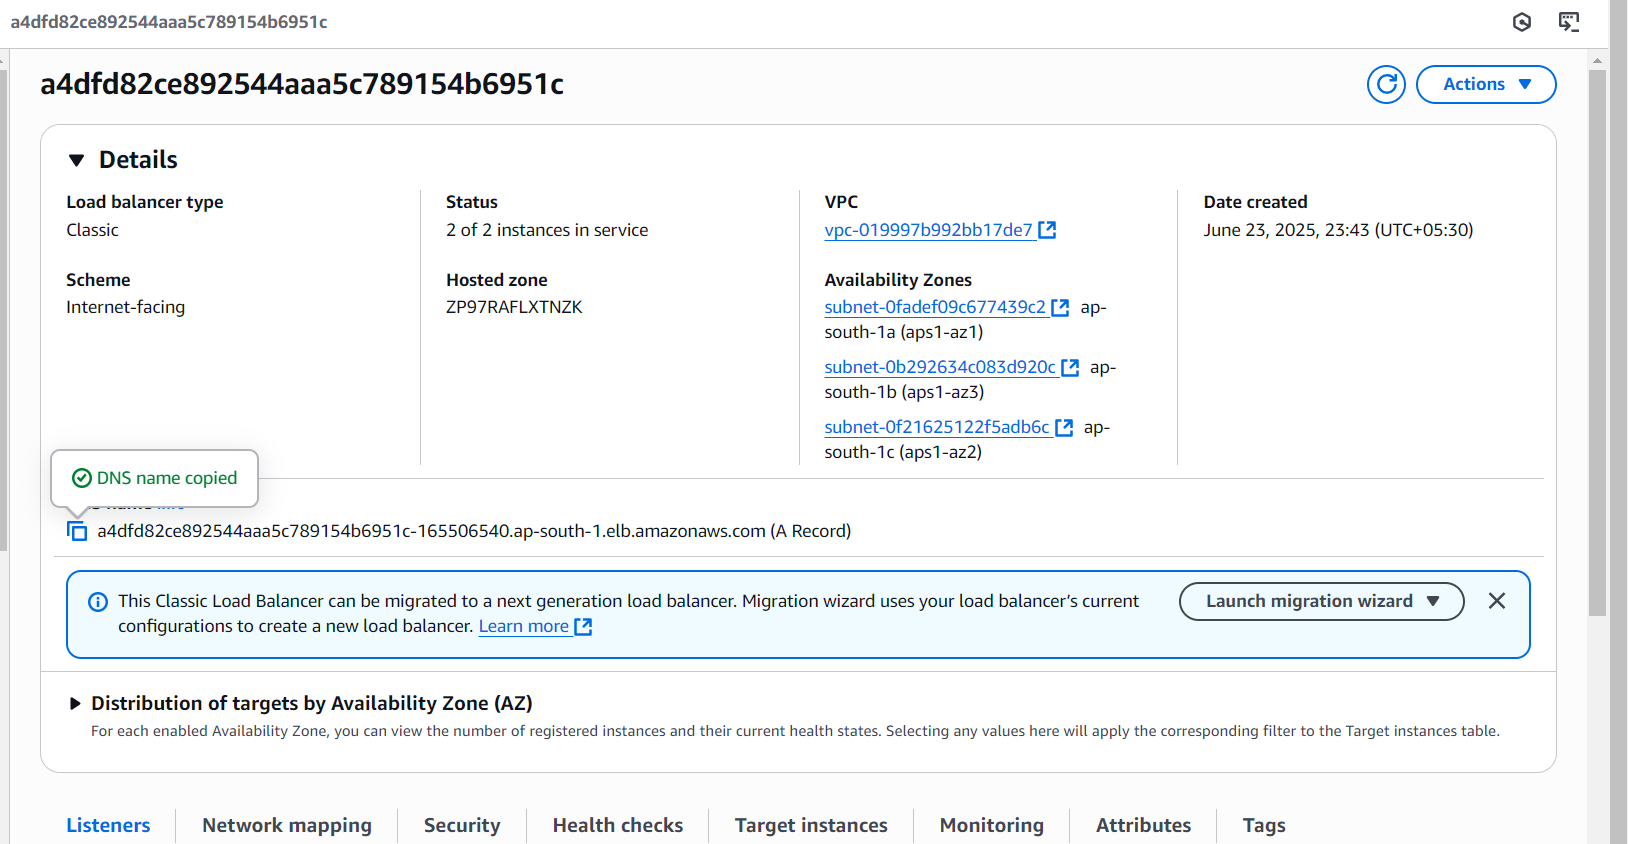 a4dfd82ce892544aaa5c789154b6951c
a4dfd82ce892544aaa5c789154b6951c
Actions
Details
Load balancer type
Classic
Status
2 of 2 instances in service
VPC
vpc-019997b992bb17de7
Date created
June 23, 2025, 23:43 (UTC+05:30)
Scheme
Internet-facing
Hosted zone
ZP97RAFLXTNZK
Availability Zones
subnet-0fadef09c677439c2 ap-
south-1a (aps1-az1)
subnet-0b292634c083d920c ap-
south-1b (aps1-az3)
subnet-0f21625122f5adb6c ap-
south-1c (aps1-az2)
DNS name copied
a4dfd82ce892544aaa5c789154b6951c-165506540.ap-south-1.elb.amazonaws.com (A Record)
This Classic Load Balancer can be migrated to a next generation load balancer. Migration wizard uses your load balancer's current
configurations to create a new load balancer. Learn more
Launch migration wizard
Distribution of targets by Availability Zone (AZ)
For each enabled Availability Zone, you can view the number of registered instances and their current health states. Selecting any values here will apply the corresponding filter to the Target instances table.
Listeners
Network mapping
Security
Health checks
Target instances
Monitoring
Attributes
Tags